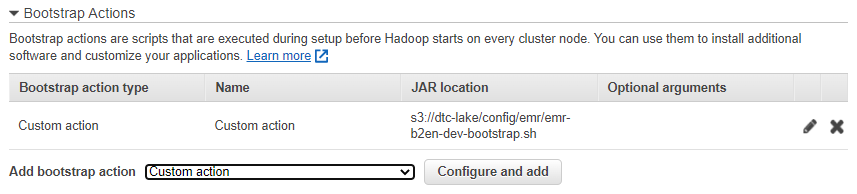 Bootstrap Actions
Bootstrap actions are scripts that are executed during setup before Hadoop starts on every cluster node. You can use them to install additional
software and customize your applications. Learn more
Bootstrap action type Name JAR location Optional arguments
Custom action Custom action s3://dtc-lake/config/emr/emr-
b2en-dev-bootstrap.sh
Add bootstrap action Custom action Configure and add